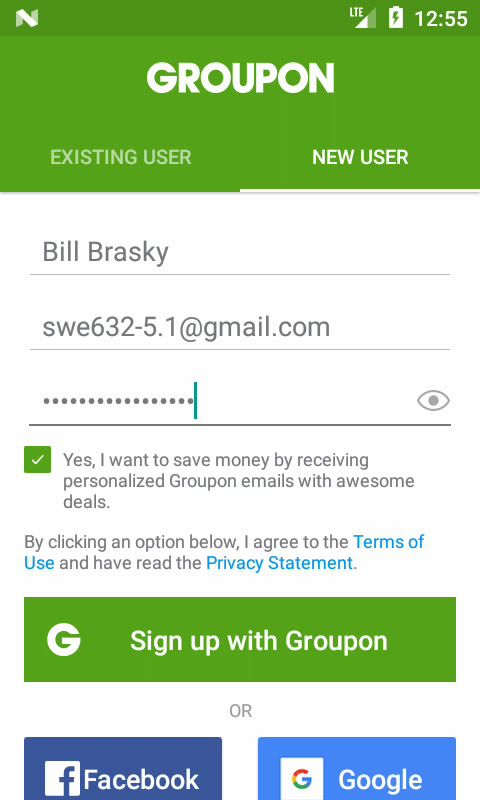 LTE 12:55
GROUPON
EXISTING USER NEW USER
Bill Brasky
swe632-5.1@gmail.com
•••••••••••••••••
Yes, I want to save money by receiving
personalized Groupon emails with awesome
deals.
By clicking an option below, I agree to the Terms of
Use and have read the Privacy Statement.
G Sign up with Groupon
OR
f Facebook G Google